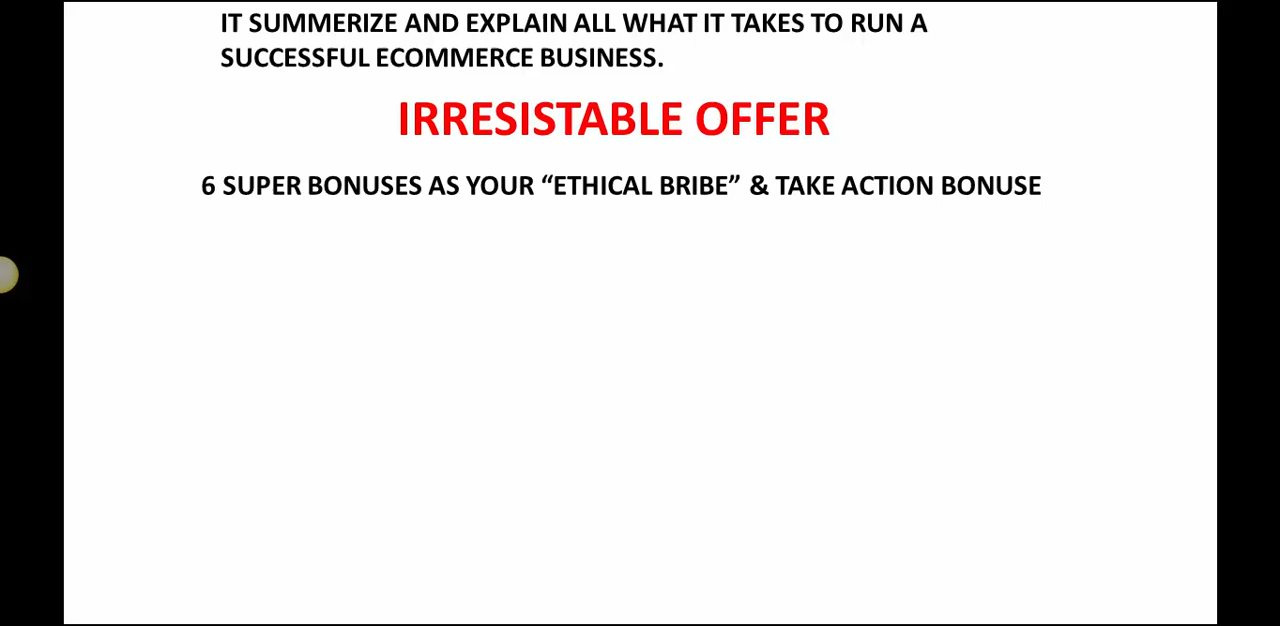 IT SUMMERIZE AND EXPLAIN ALL WHAT IT TAKES TO RUN A
SUCCESSFUL ECOMMERCE BUSINESS.
IRRESISTABLE OFFER
6 SUPER BONUSES AS YOUR “ETHICAL BRIBE” & TAKE ACTION BONUSE